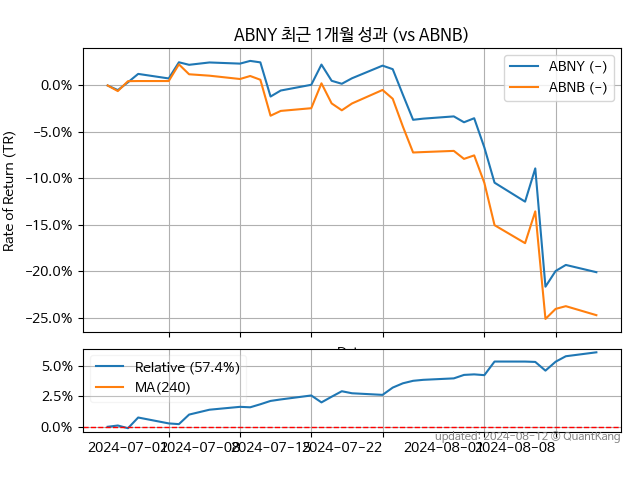 ABNY 최근 1개월 성과 (vs ABNB)
ABNY (-)
ABNB (-)
Rate of Return (TR)
0.0%
−5.0%
−10.0%
−15.0%
−20.0%
−25.0%
Relative (57.4%)
MA(240)
5.0%
2.5%
0.0%
updated: 2024-08-12 © QuantKang
2024-07-01 2024-07-08 2024-07-15 2024-07-22 2024-08-01 2024-08-08